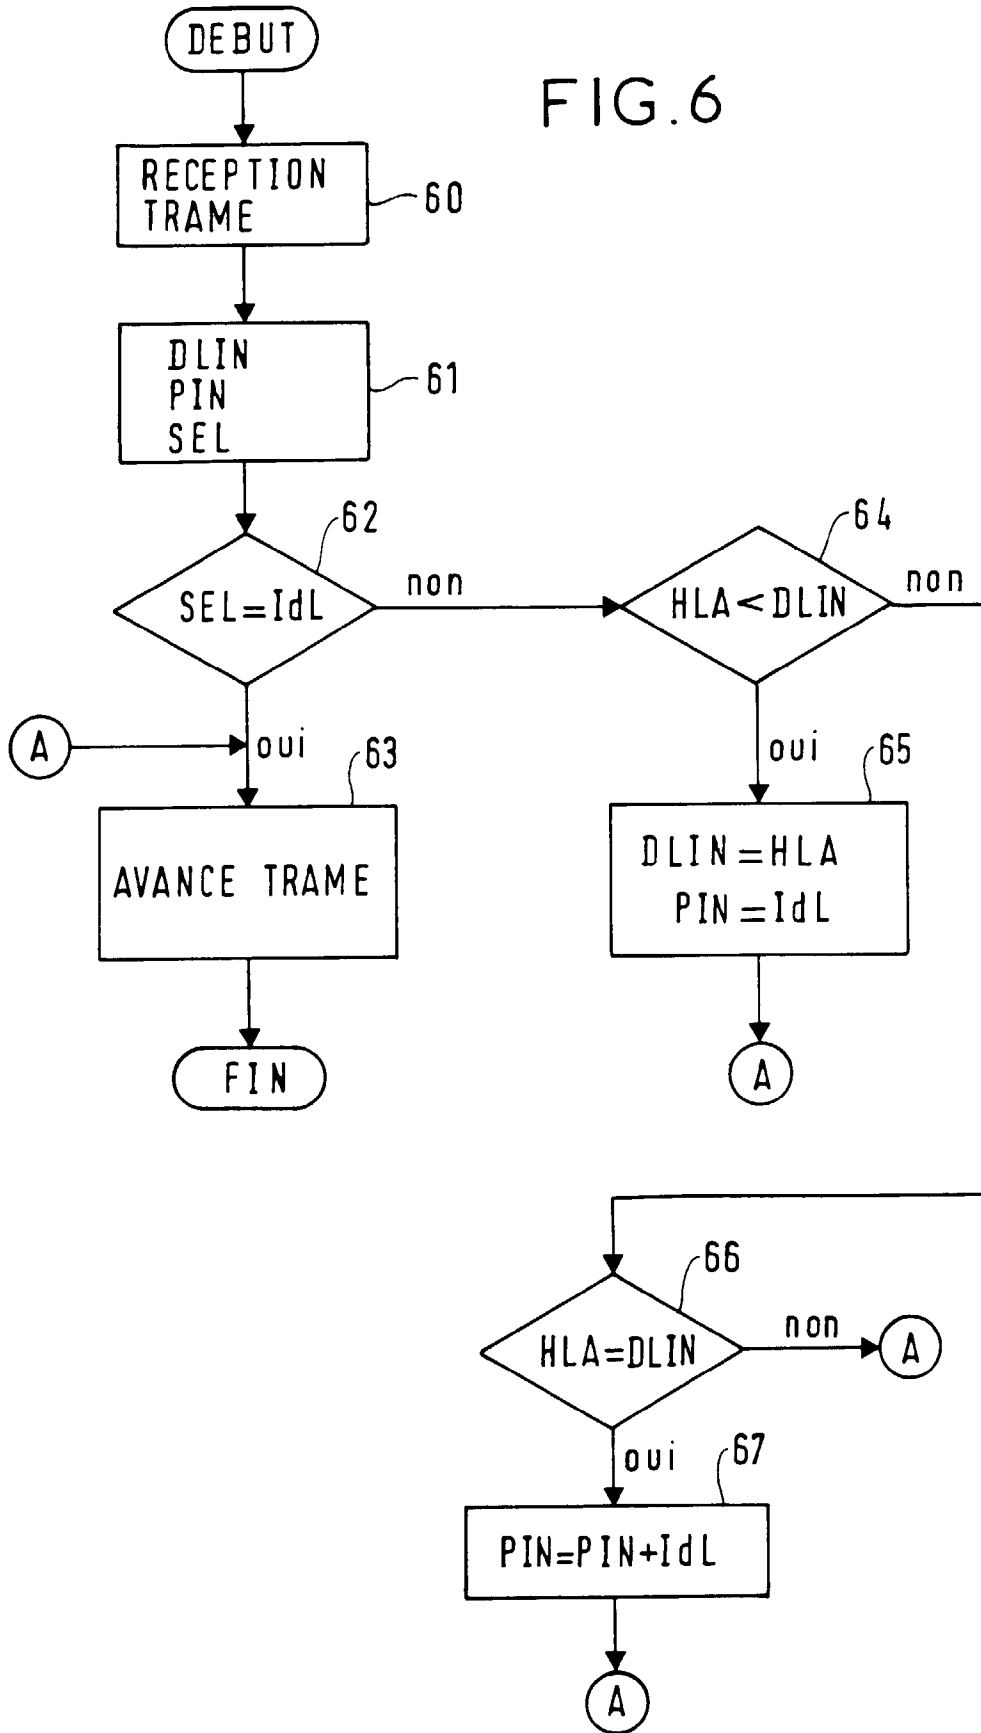 DEBUT
FIG.6
RECEPTION
TRAME
60
DLIN
PIN
SEL
61
62
SEL=IdL
non
64
HLA<DLIN
non
A
oui
63
oui
65
AVANCE TRAME
DLIN=HLA
PIN=IdL
FIN
A
66
HLA=DLIN
non
A
oui
67
PIN=PIN+IdL
A